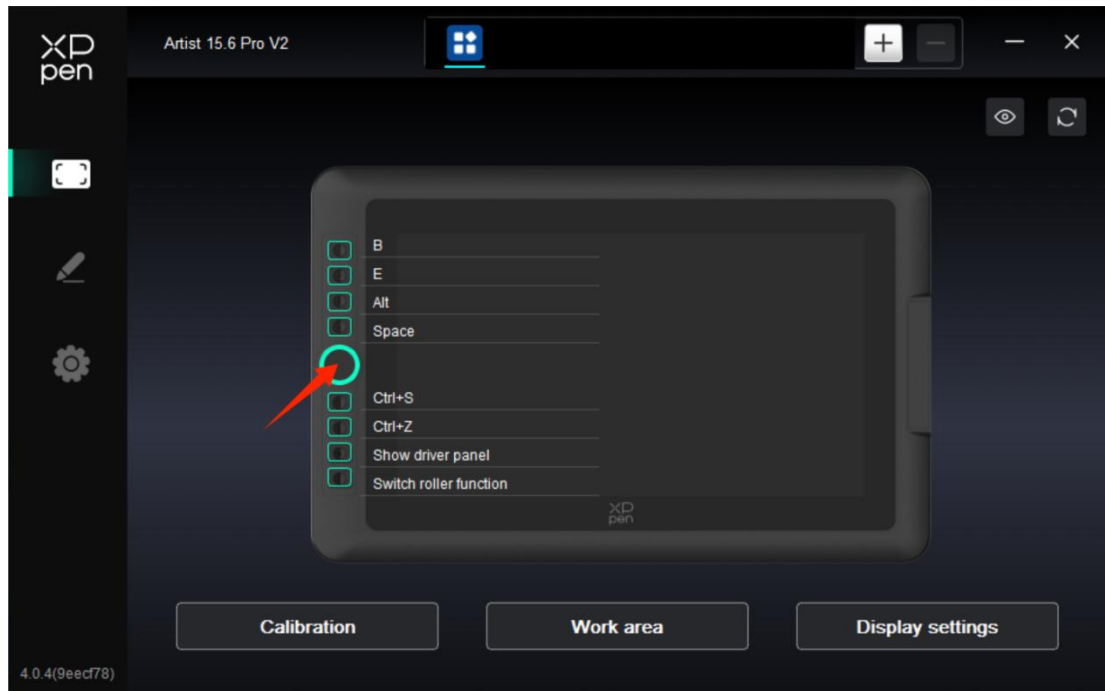 XP
pen
Artist 15.6 Pro V2
B
E
Alt
Space
Ctrl+S
Ctrl+Z
Show driver panel
Switch roller function
XP
pen
Calibration
Work area
Display settings
4.0.4(9eecf78)